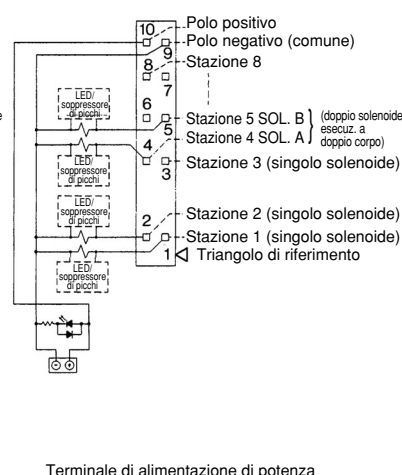 10
Polo positivo
Polo negativo (comune)
9
8
Stazione 8
7
LED/
soppressore
di picchi
e
6
Stazione 5 SOL. B
5
Stazione 4 SOL. A
(doppio solenoide
esecuz. a
doppio corpo)
4
LED/
soppressore
di picchi
Stazione 3 (singolo solenoide)
3
LED/
soppressore
di picchi
2
Stazione 2 (singolo solenoide)
Stazione 1 (singolo solenoide)
1
Triangolo di riferimento
LED/
soppressore
di picchi
Terminale di alimentazione di potenza